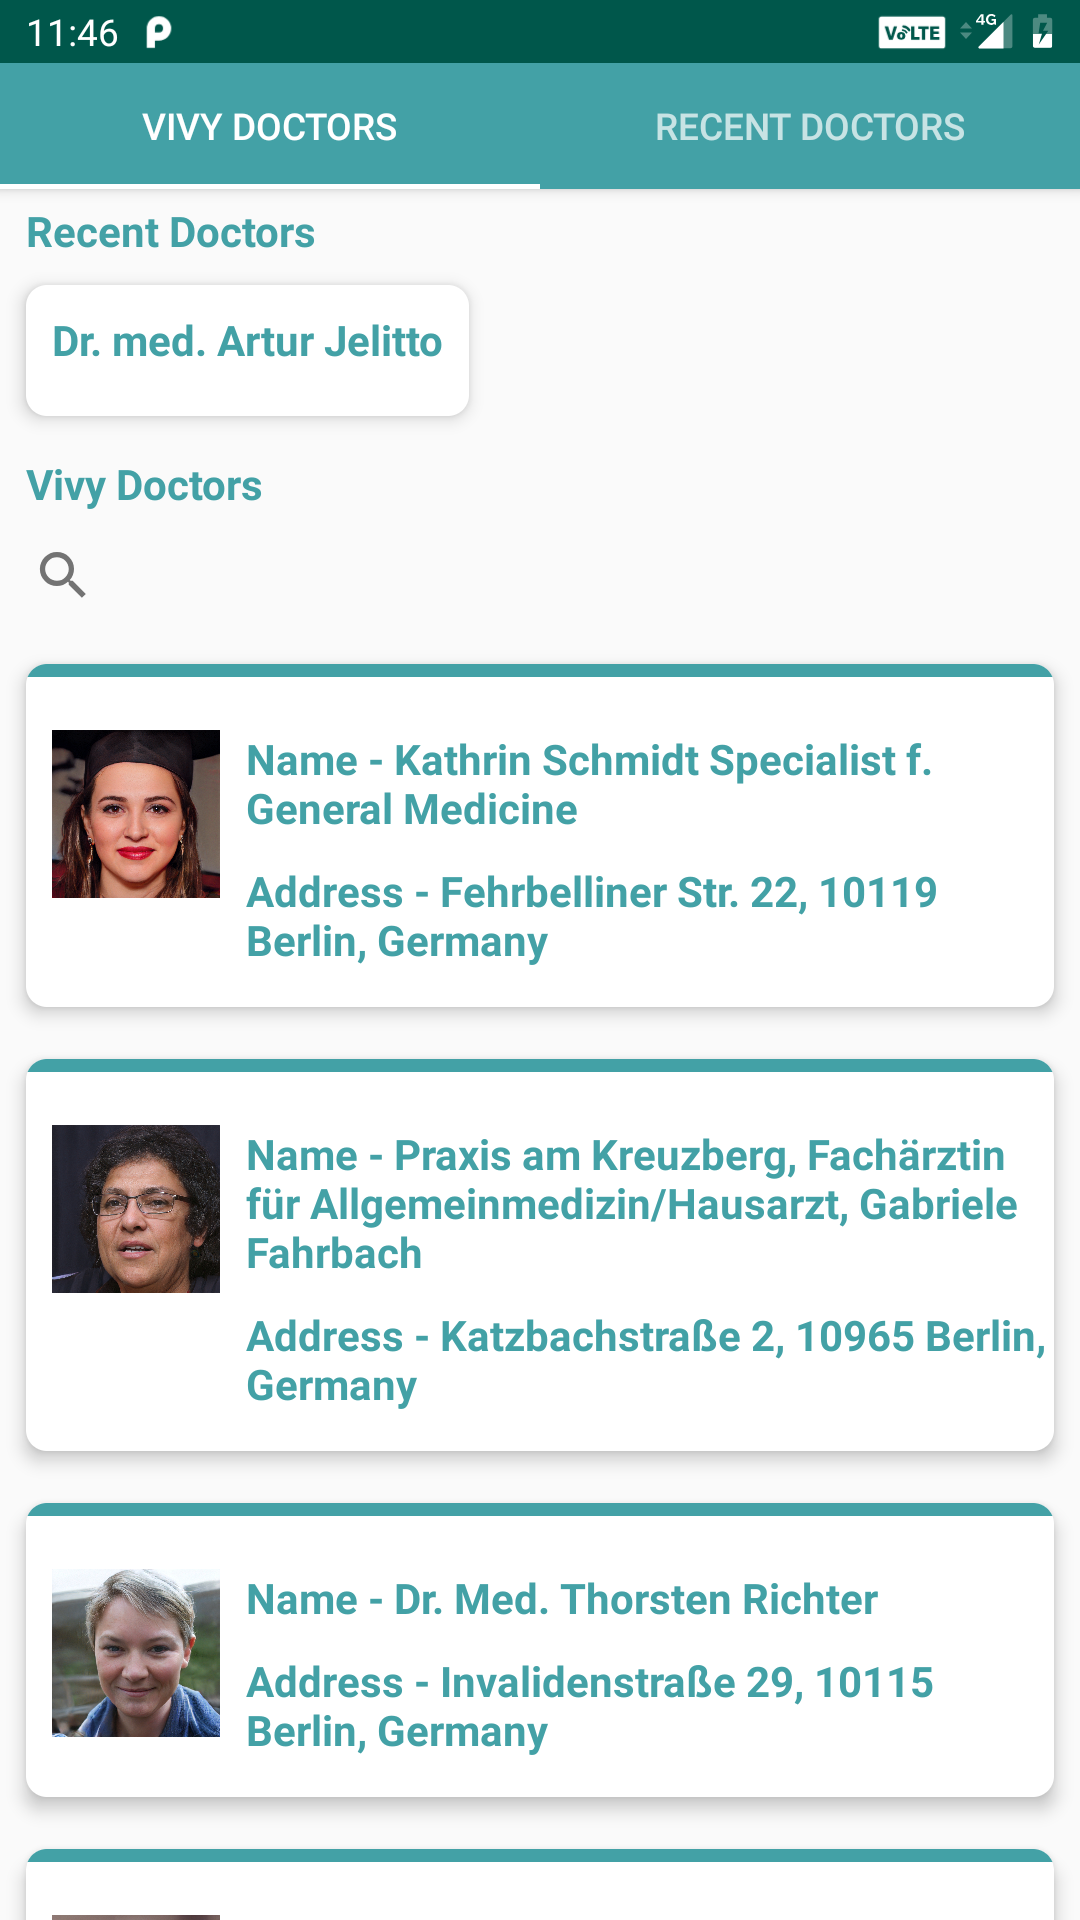 11:46
VoLTE 4G
VIVY DOCTORS
RECENT DOCTORS
Recent Doctors
Dr. med. Artur Jelitto
Vivy Doctors
Name - Kathrin Schmidt Specialist f.
General Medicine
Address - Fehrbelliner Str. 22, 10119
Berlin, Germany
Name - Praxis am Kreuzberg, Fachärztin
für Allgemeinmedizin/Hausarzt, Gabriele
Fahrbach
Address - Katzbachstraße 2, 10965 Berlin,
Germany
Name - Dr. Med. Thorsten Richter
Address - Invalidenstraße 29, 10115
Berlin, Germany